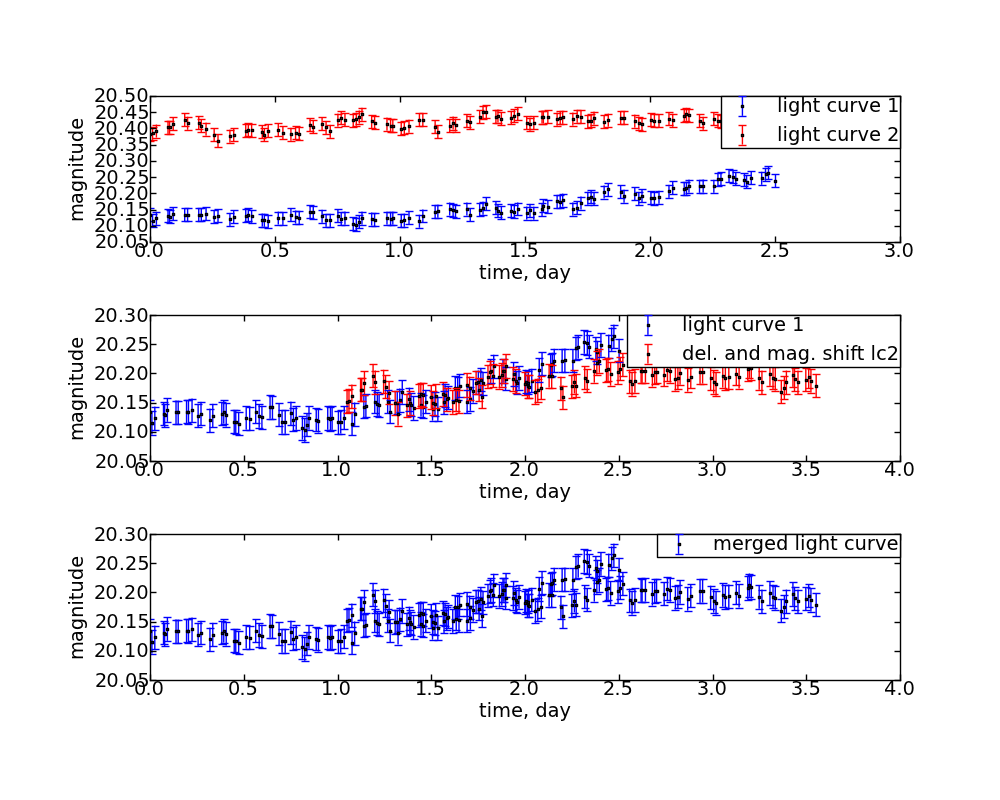 20.50
20.45
20.40
20.35
20.30
20.25
20.20
20.15
20.10
20.05
magnitude
light curve 1
light curve 2
0.0 0.5 1.0 1.5 2.0 2.5 3.0
time, day
20.30
20.25
20.20
20.15
20.10
20.05
magnitude
light curve 1
del. and mag. shift lc2
0.0 0.5 1.0 1.5 2.0 2.5 3.0 3.5 4.0
time, day
20.30
20.25
20.20
20.15
20.10
20.05
magnitude
merged light curve
0.0 0.5 1.0 1.5 2.0 2.5 3.0 3.5 4.0
time, day